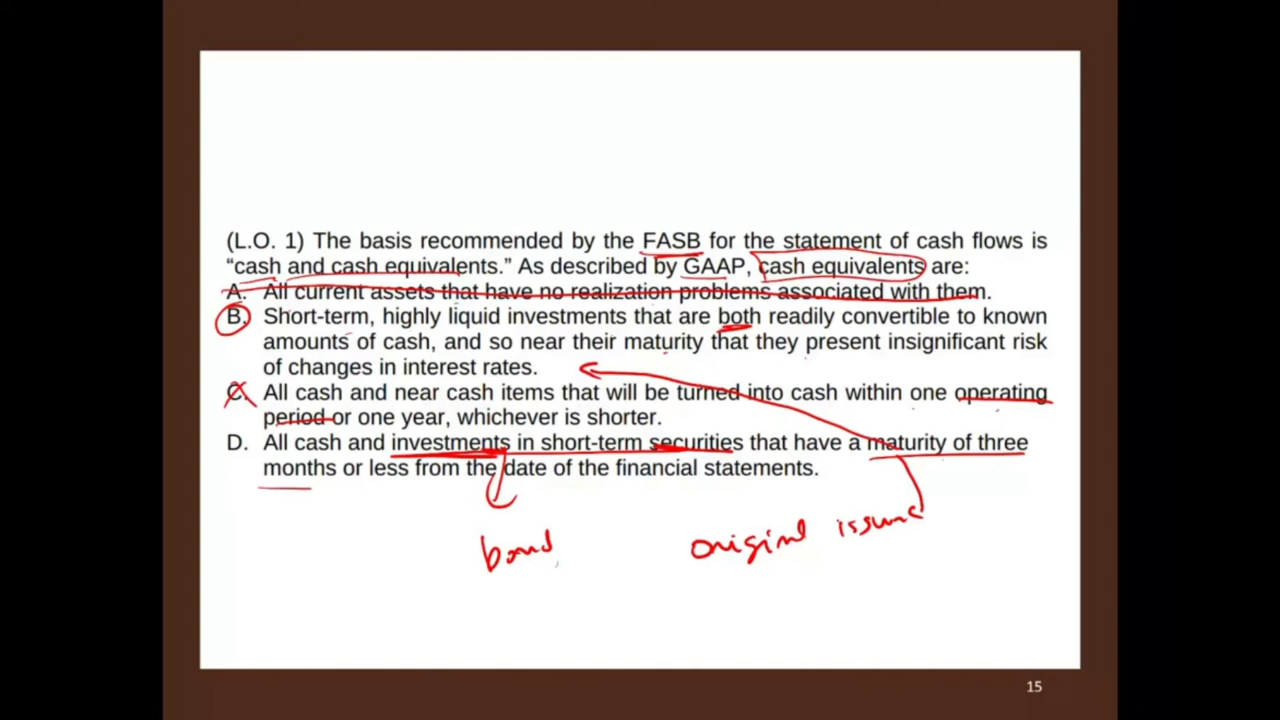 (L.O. 1) The basis recommended by the FASB for the statement of cash flows is
“cash and cash equivalents.” As described by GAAP, cash equivalents are:
A. All current assets that have no realization problems associated with them.
B. Short-term, highly liquid investments that are both readily convertible to known
amounts of cash, and so near their maturity that they present insignificant risk
of changes in interest rates.
C. All cash and near cash items that will be turned into cash within one operating
period or one year, whichever is shorter.
D. All cash and investments in short-term securities that have a maturity of three
months or less from the date of the financial statements.
bond original
15